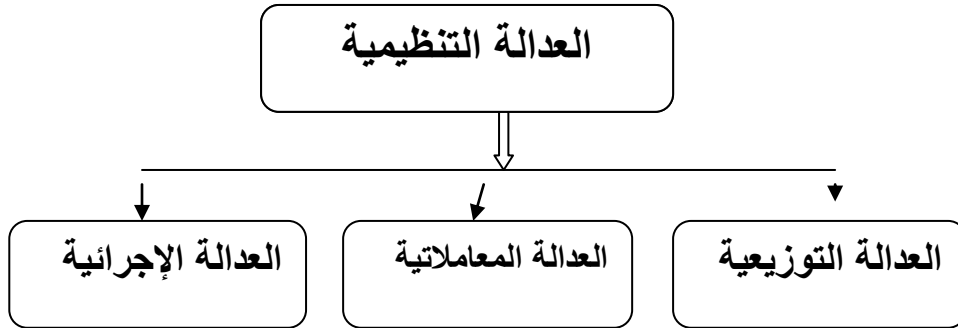 العدالة التنظيمية
العدالة التوزيعية
العدالة المعاملاتية
العدالة الإجرائية